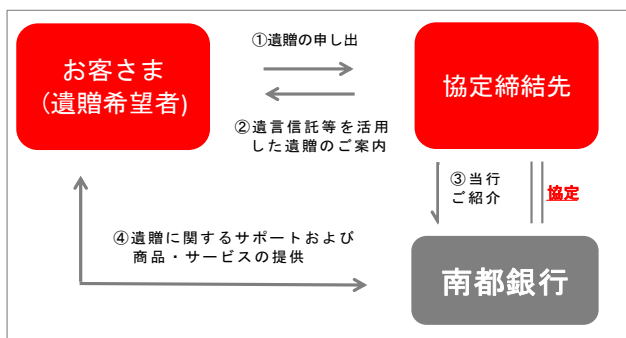 ①遺贈の申し出
お客さま
（遺贈希望者)
協定締結先
②遺言信託等を活用
した遺贈のご案内
③当行
ご紹介
協定
④遺贈に関するサポートおよび
商品・サービスの提供
南都銀行